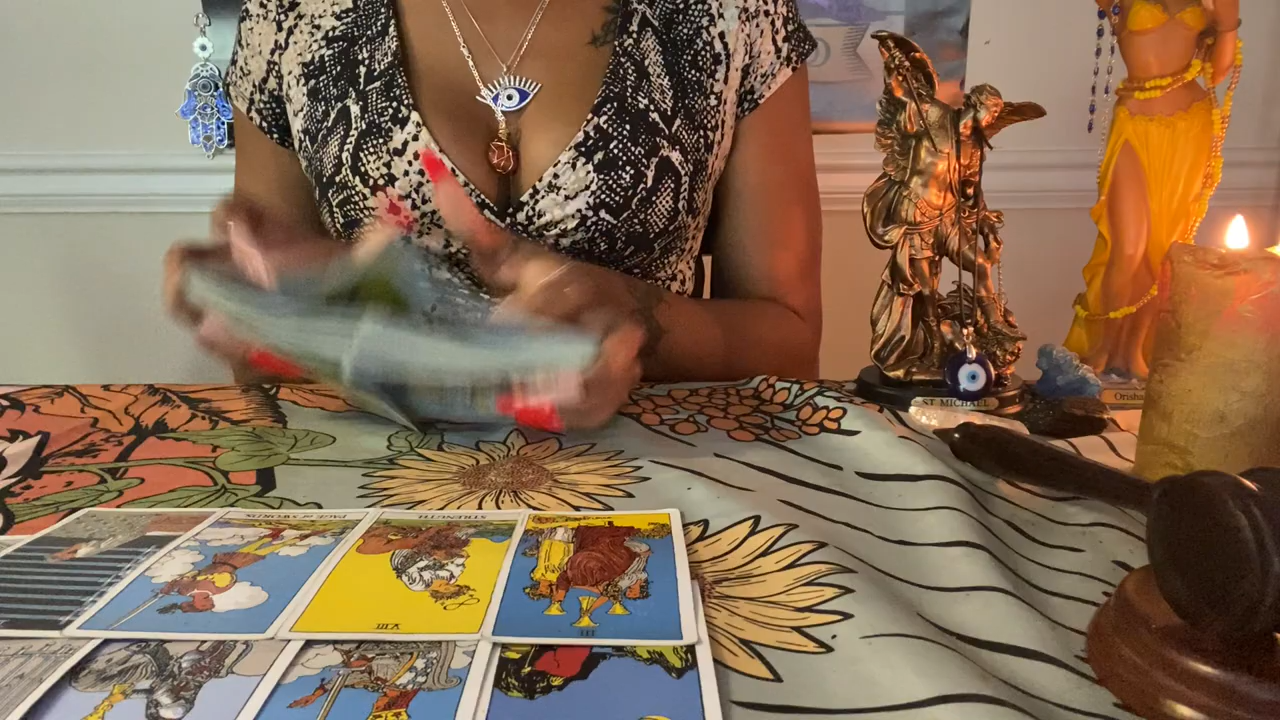 ST MICHAEL
Orisha
PAGE of SWORDS.
STRENGTH.
VIII
III